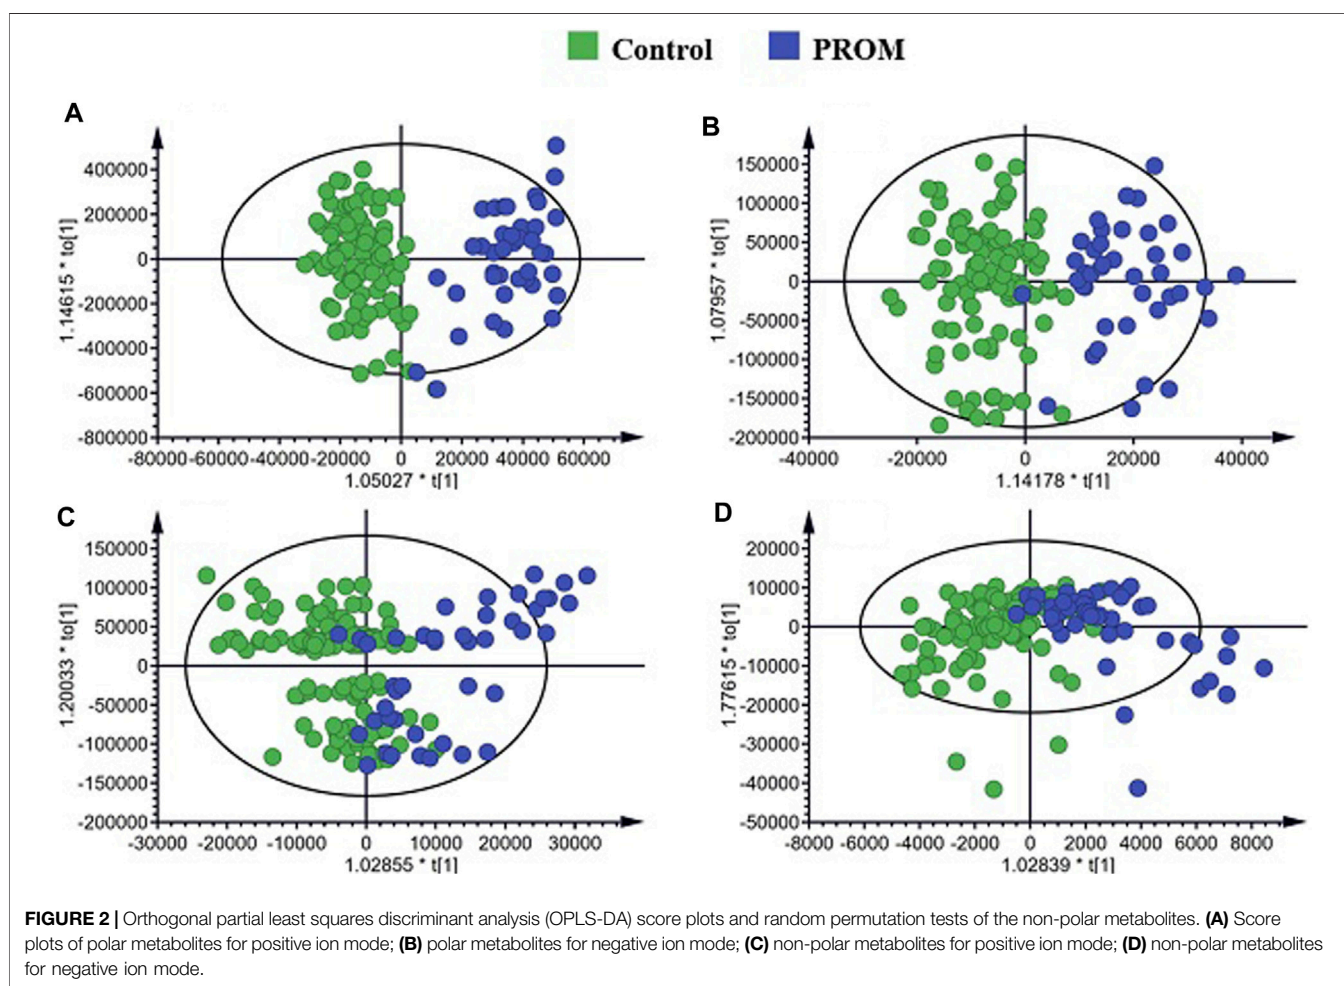 Control PROM
A
400000
200000
0
-200000
-400000
-600000
-800000
1.14615 * to[1]
-80000 -60000 -40000 -20000 0 20000 40000 60000
1.05027 * t[1]
B
150000
100000
50000
0
-50000
-100000
-150000
-200000
1.07957 * to[1]
-40000 -20000 0 20000 40000
1.14178 * t[1]
C
150000
100000
50000
0
-50000
-100000
-150000
-200000
1.20033 * to[1]
-30000 -20000 -10000 0 10000 20000 30000
1.02855 * t[1]
D
20000
10000
0
-10000
-20000
-30000
-40000
-50000
1.77615 * to[1]
-8000 -6000 -4000 -2000 0 2000 4000 6000 8000
1.02839 * t[1]
FIGURE 2 | Orthogonal partial least squares discriminant analysis (OPLS-DA) score plots and random permutation tests of the non-polar metabolites. (A) Score
plots of polar metabolites for positive ion mode; (B) polar metabolites for negative ion mode; (C) non-polar metabolites for positive ion mode; (D) non-polar metabolites
for negative ion mode.